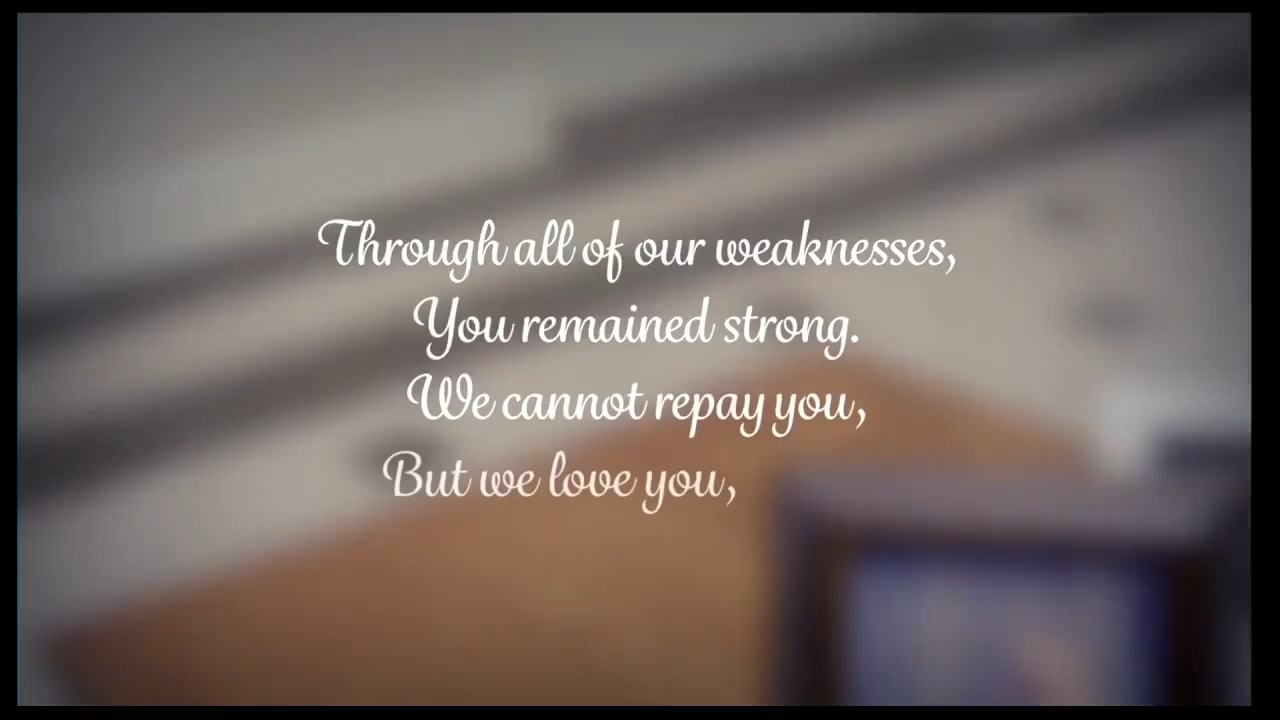 Through all of our weaknesses,
You remained strong.
We cannot repay you,
But we love you,